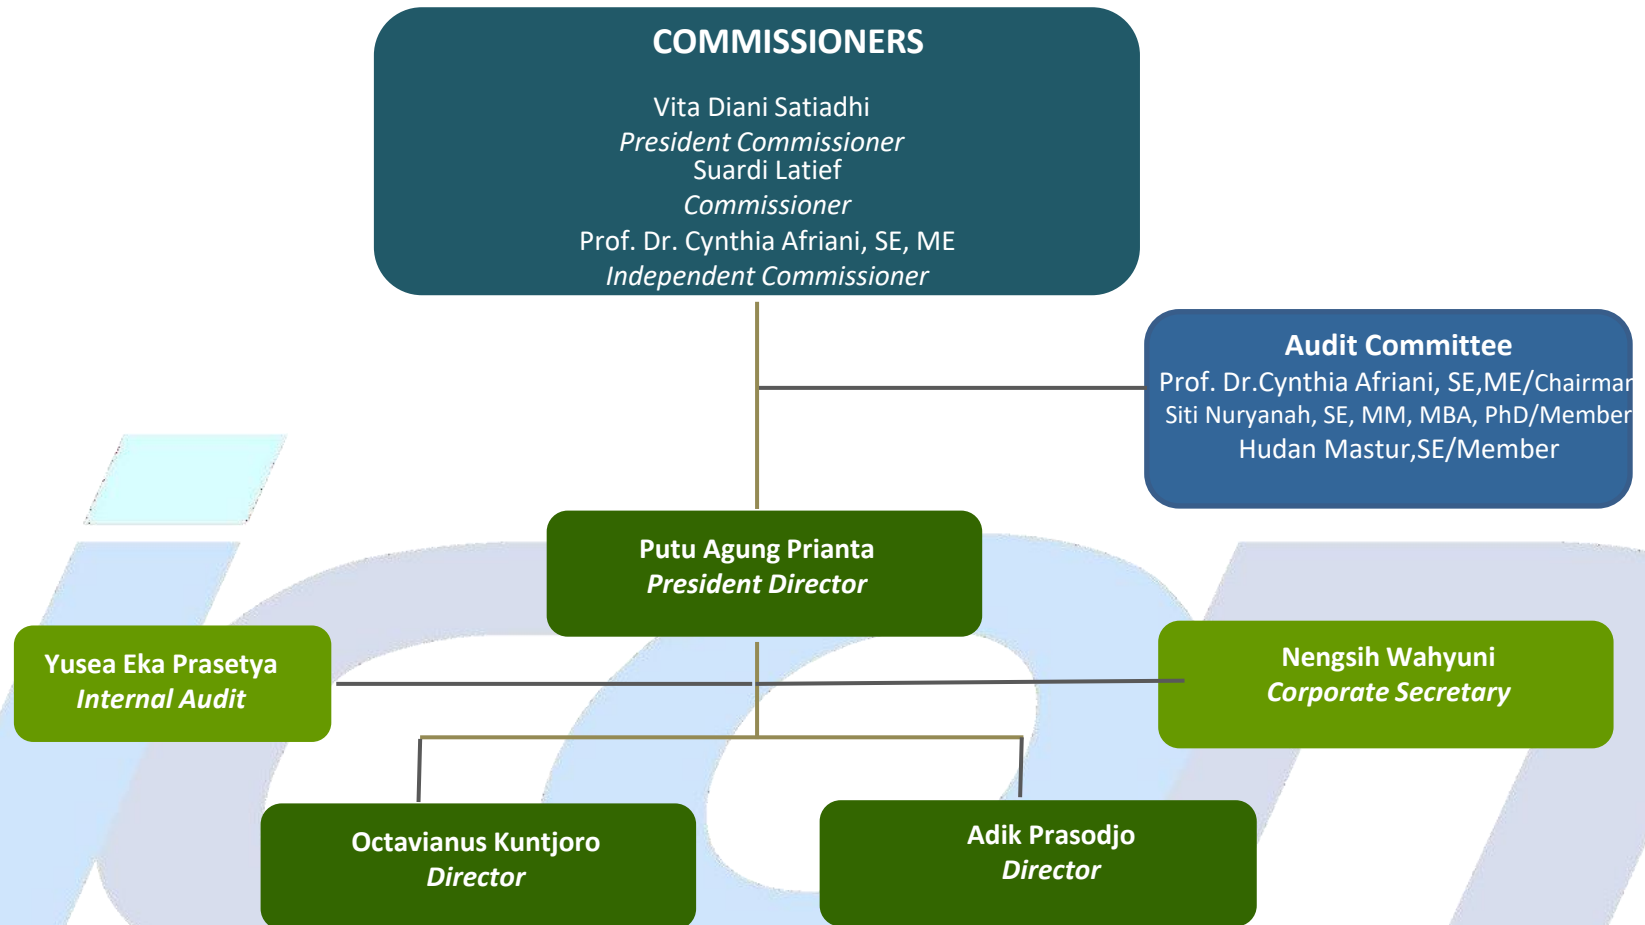 COMMISSIONERS
Vita Diani Satiadhi
President Commissioner
Suardi Latief
Commissioner
Prof. Dr. Cynthia Afriani, SE, ME
Independent Commissioner
Audit Committee
Prof. Dr.Cynthia Afriani, SE,ME/Chairman
Siti Nuryanah, SE, MM, MBA, PhD/Member
Hudan Mastur,SE/Member
Putu Agung Prianta
President Director
Yusea Eka Prasetya
Internal Audit
Nengsih Wahyuni
Corporate Secretary
Octavianus Kuntjoro
Director
Adik Prasodjo
Director